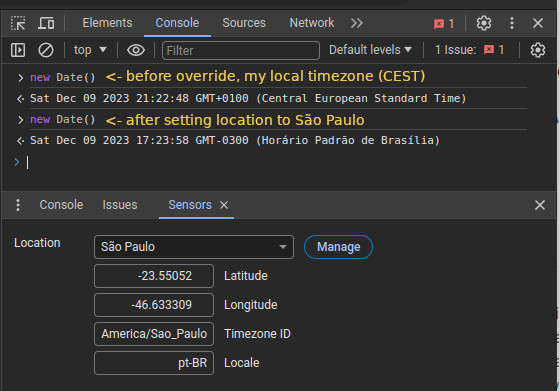 Elements Console Sources Network 1
top Filter Default levels 1 Issue: 1
new Date() <- before override, my local timezone (CEST)
Sat Dec 09 2023 21:22:48 GMT+0100 (Central European Standard Time)
new Date() <- after setting location to São Paulo
Sat Dec 09 2023 17:23:58 GMT-0300 (Horário Padrão de Brasília)
Console Issues Sensors
Location São Paulo Manage
-23.55052 Latitude
-46.633309 Longitude
America/Sao_Paulo Timezone ID
pt-BR Locale